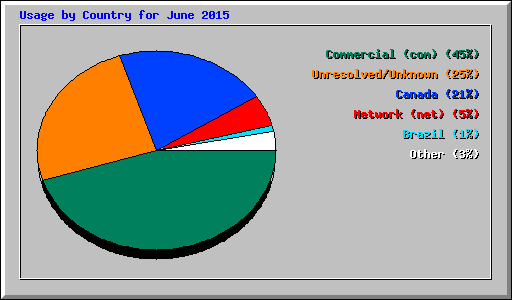 Usage by Country for June 2015
Commercial (com) (45%)
Unresolved/Unknown (25%)
Canada (21%)
Network (net) (5%)
Brazil (1%)
Other (3%)